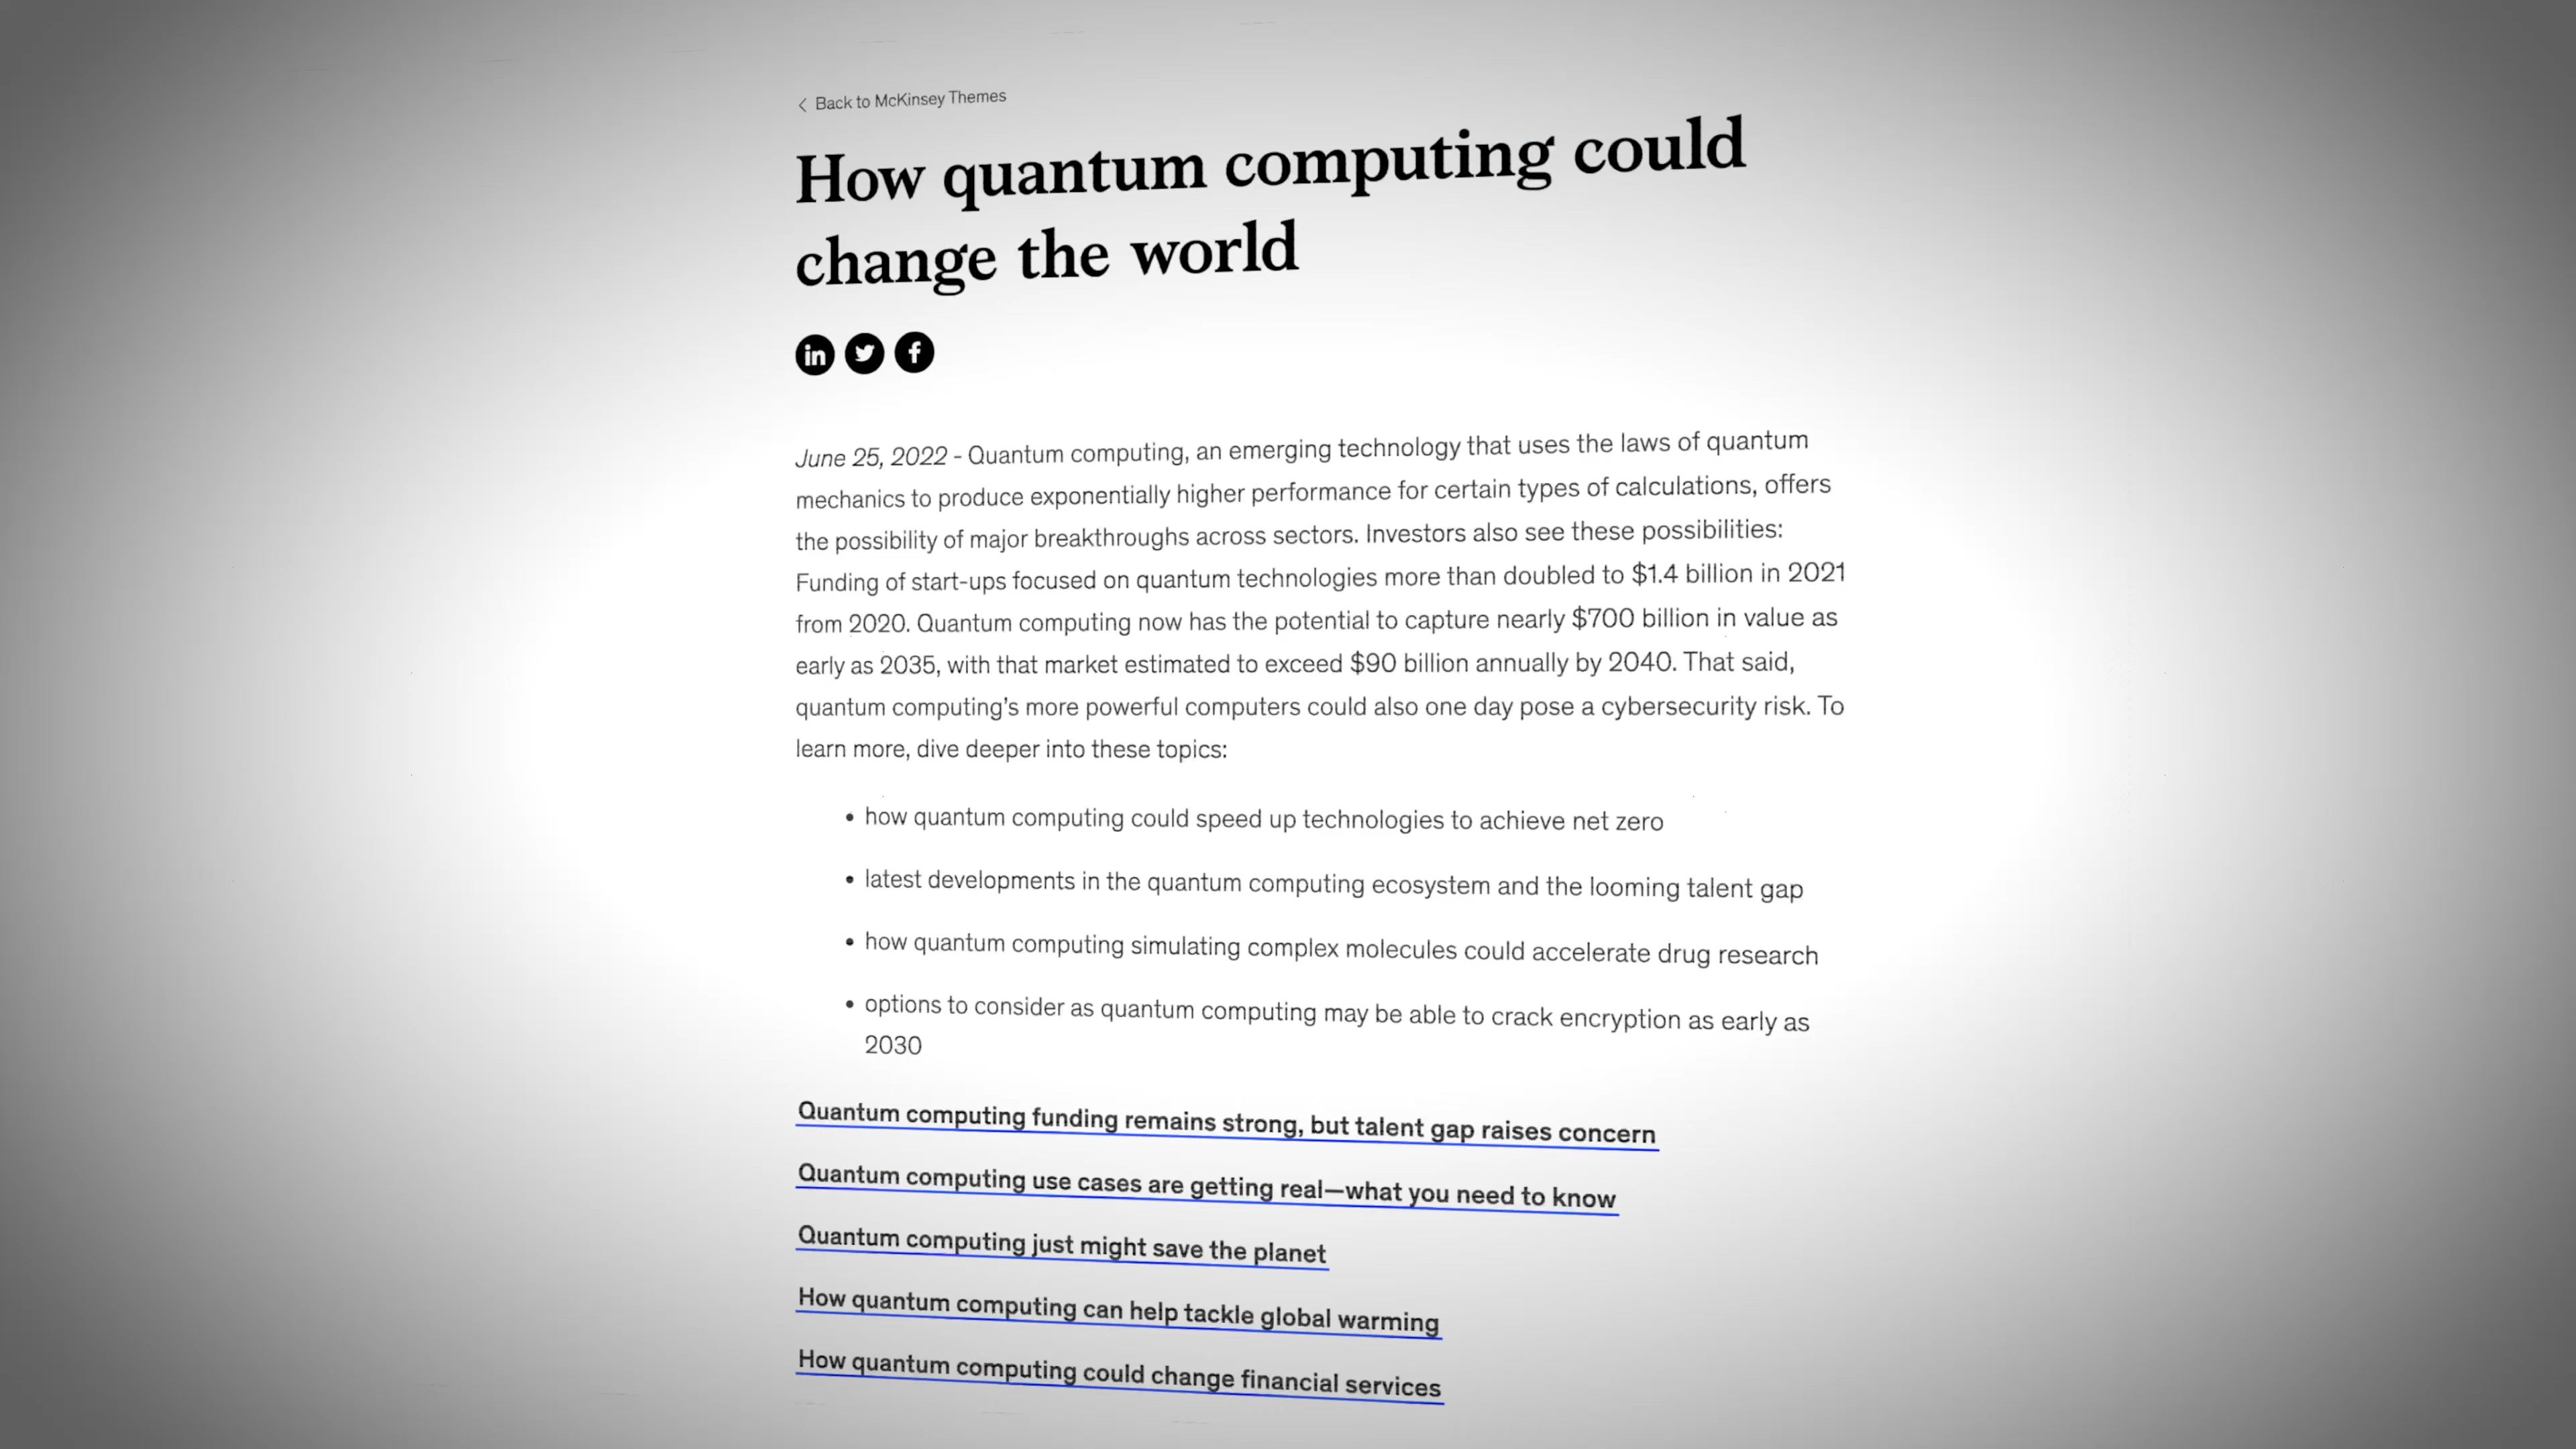 Back to McKinsey Themes
How quantum computing could
change the world
in f
June 25, 2022 - Quantum computing, an emerging technology that uses the laws of quantum
mechanics to produce exponentially higher performance for certain types of calculations, offers
the possibility of major breakthroughs across sectors. Investors also see these possibilities:
Funding of start-ups focused on quantum technologies more than doubled to $1.4 billion in 2021
from 2020. Quantum computing now has the potential to capture nearly $700 billion in value as
early as 2035, with that market estimated to exceed $90 billion annually by 2040. That said,
quantum computing’s more powerful computers could also one day pose a cybersecurity risk. To
learn more, dive deeper into these topics:
• how quantum computing could speed up technologies to achieve net zero
• latest developments in the quantum computing ecosystem and the looming talent gap
• how quantum computing simulating complex molecules could accelerate drug research
• options to consider as quantum computing may be able to crack encryption as early as
2030
Quantum computing funding remains strong, but talent gap raises concern
Quantum computing use cases are getting real—what you need to know
Quantum computing just might save the planet
How quantum computing can help tackle global warming
How quantum computing could change financial services